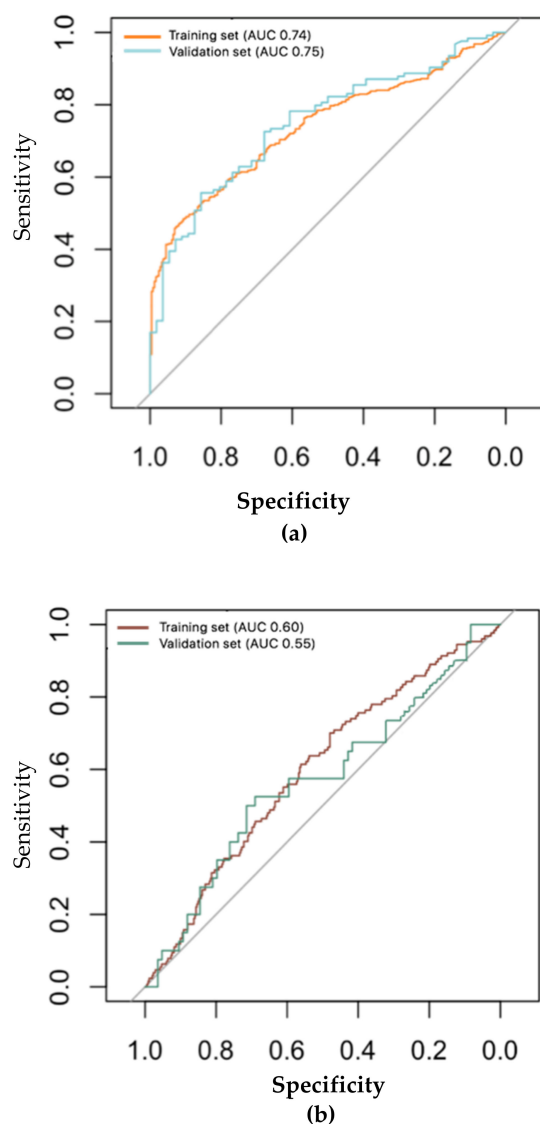 Training set (AUC 0.74)
Validation set (AUC 0.75)
Sensitivity
0.0 0.2 0.4 0.6 0.8 1.0
1.0 0.8 0.6 0.4 0.2 0.0
Specificity
(a)
Training set (AUC 0.60)
Validation set (AUC 0.55)
Sensitivity
0.0 0.2 0.4 0.6 0.8 1.0
1.0 0.8 0.6 0.4 0.2 0.0
Specificity
(b)